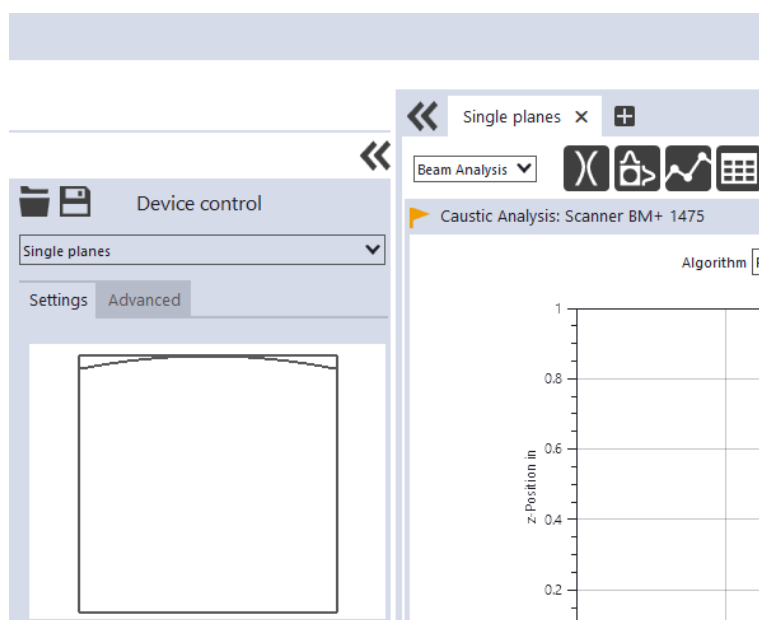 Single planes
Beam Analysis
Device control
Caustic Analysis: Scanner BM+ 1475
Single planes
Algorithm
Settings
Advanced
1
0.8
0.6
0.4
0.2
z-Position in